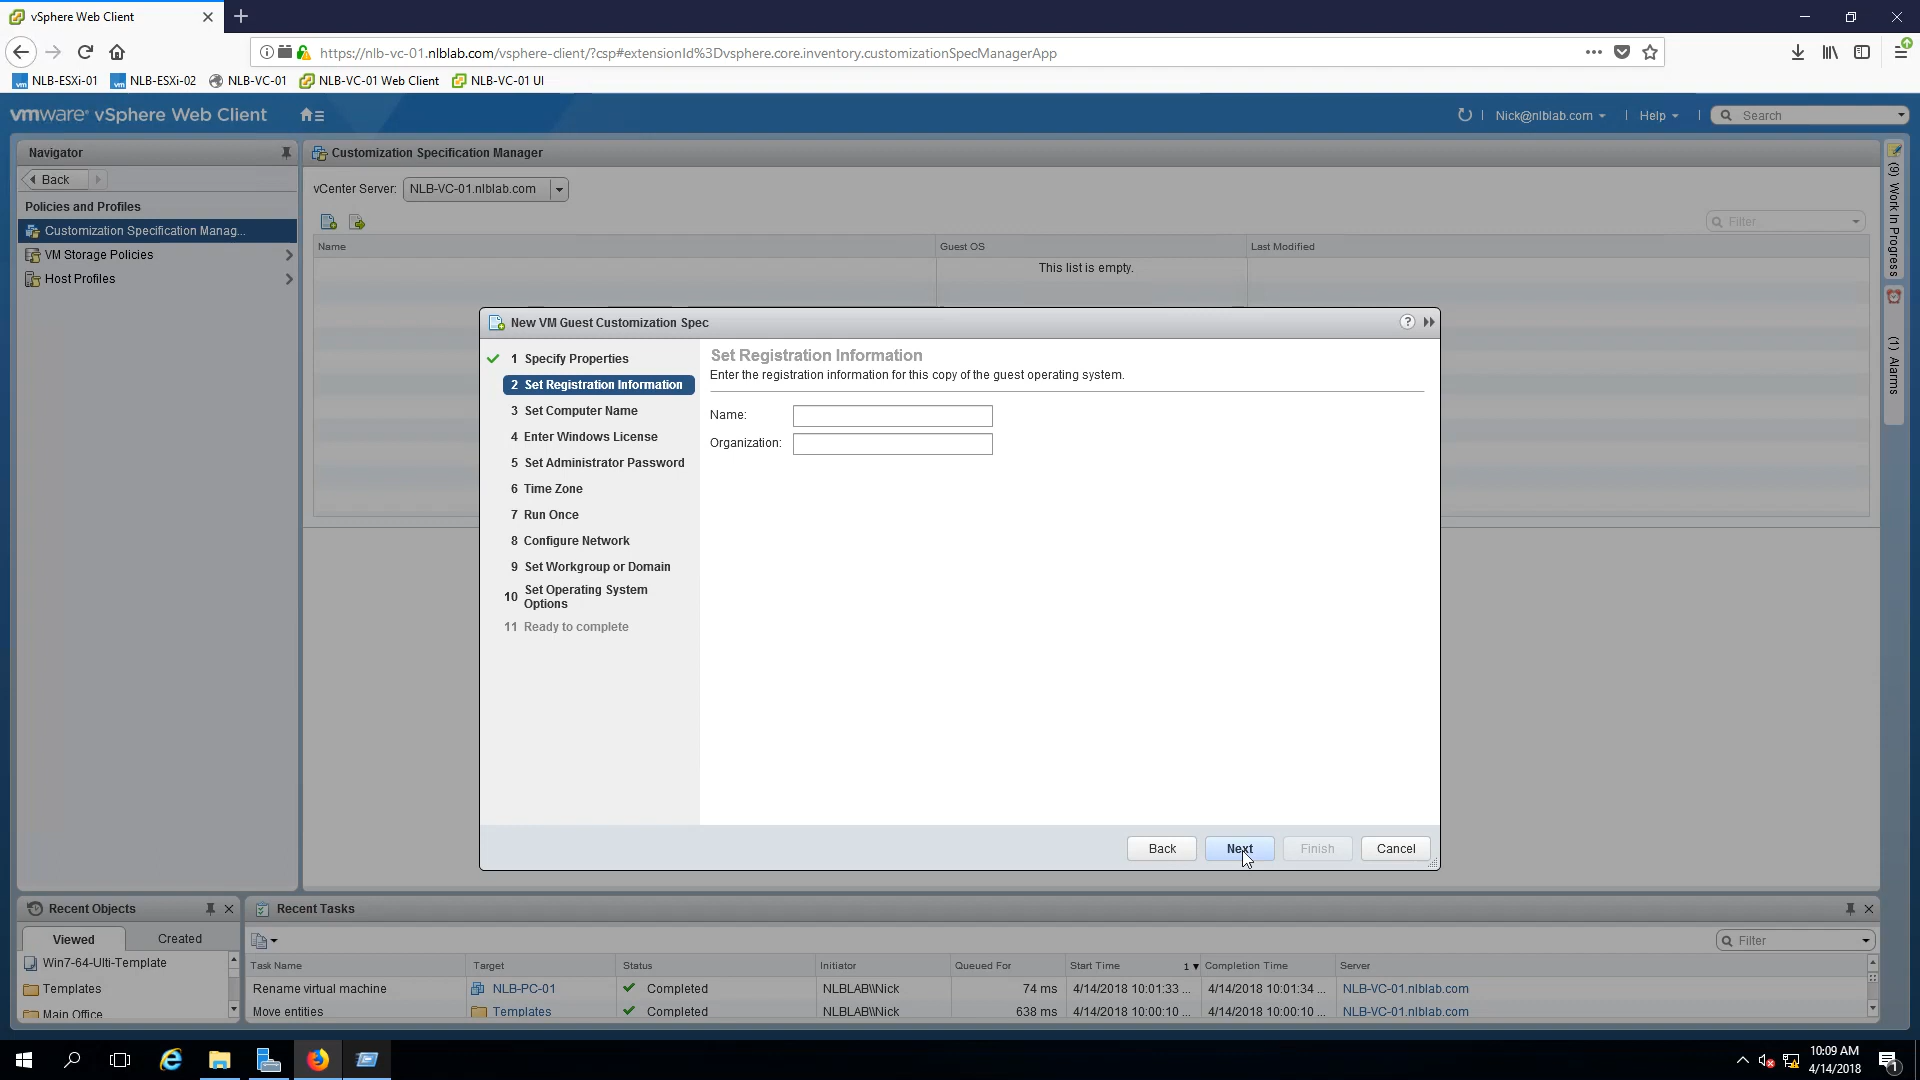 vSphere Web Client
https://nlb-vc-01.nlblab.com/vsphere-client/?csp#extensionId%3Dvsphere.core.inventory.customizationSpecManagerApp
NLB-ESXi-01 NLB-ESXi-02 NLB-VC-01 NLB-VC-01 Web Client NLB-VC-01 UI
vmware® vSphere Web Client
Nick@nlblab.com Help Search
Navigator
Back
Policies and Profiles
Customization Specification Manag...
VM Storage Policies
Host Profiles
Customization Specification Manager
vCenter Server: NLB-VC-01.nlblab.com
Filter
Name Guest OS Last Modified
This list is empty.
(9) Work In Progress
(1) Alarms
New VM Guest Customization Spec
1 Specify Properties
2 Set Registration Information
3 Set Computer Name
4 Enter Windows License
5 Set Administrator Password
6 Time Zone
7 Run Once
8 Configure Network
9 Set Workgroup or Domain
10 Set Operating System
Options
11 Ready to complete
Set Registration Information
Enter the registration information for this copy of the guest operating system.
Name:
Organization:
Back Next Finish Cancel
Recent Objects
Viewed Created
Win7-64-Ulti-Template
Templates
Main Office
Recent Tasks
Filter
Task Name Target Status Initiator Queued For Start Time 1 Completion Time Server
Rename virtual machine NLB-PC-01 Completed NLBLAB\\Nick 74 ms 4/14/2018 10:01:33 ... 4/14/2018 10:01:34 ... NLB-VC-01.nlblab.com
Move entities Templates Completed NLBLAB\\Nick 638 ms 4/14/2018 10:00:10 ... 4/14/2018 10:00:10 ... NLB-VC-01.nlblab.com
10:09 AM
4/14/2018
1